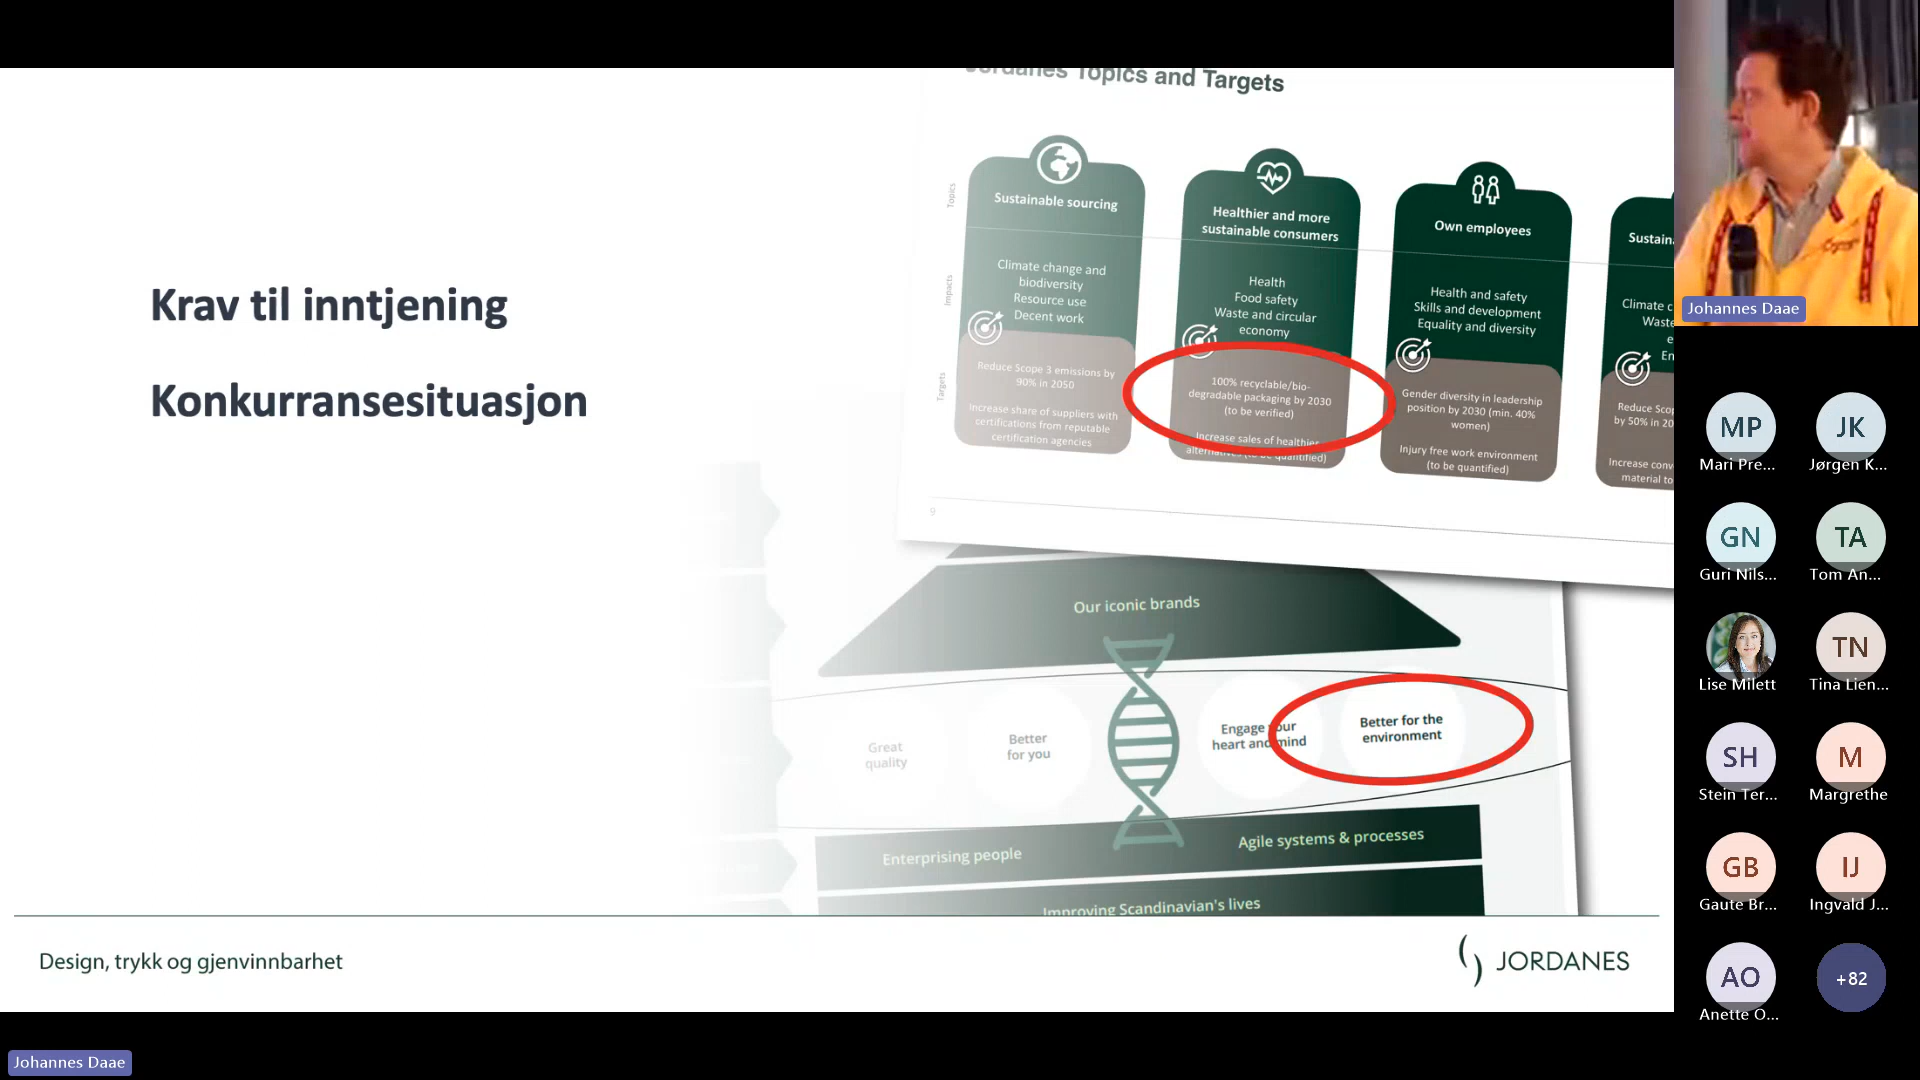 Jordanes Topics and Targets
Topics
Impacts
Targets
Sustainable sourcing
Climate change and
biodiversity
Resource use
Decent work
Reduce Scope 3 emissions by
90% in 2050
Increase share of suppliers with
certifications from reputable
certification agencies
Healthier and more
sustainable consumers
Health
Food safety
Waste and circular
economy
100% recyclable/bio-
degradable packaging by 2030
(to be verified)
Increase sales of healthier
alternatives (to be quantified)
Own employees
Health and safety
Skills and development
Equality and diversity
Gender diversity in leadership
position by 2030 (min. 40%
women)
Injury free work environment
(to be quantified)
Sustain
Climate c
Waste
e
En
Reduce Scop
by 50% in 20
Increase conv
material to
9
Krav til inntjening
Konkurransesituasjon
Our iconic brands
Great
quality
Better
for you
Engage your
heart and mind
Better for the
environment
Enterprising people
Agile systems & processes
Improving Scandinavian's lives
Design, trykk og gjenvinnbarhet
JORDANES
Johannes Daae
Johannes Daae
MP
Mari Pre...
JK
Jørgen K...
GN
Guri Nils...
TA
Tom An...
Lise Milett
TN
Tina Lien...
SH
Stein Ter...
M
Margrethe
GB
Gaute Br...
IJ
Ingvald J...
AO
Anette O...
+82